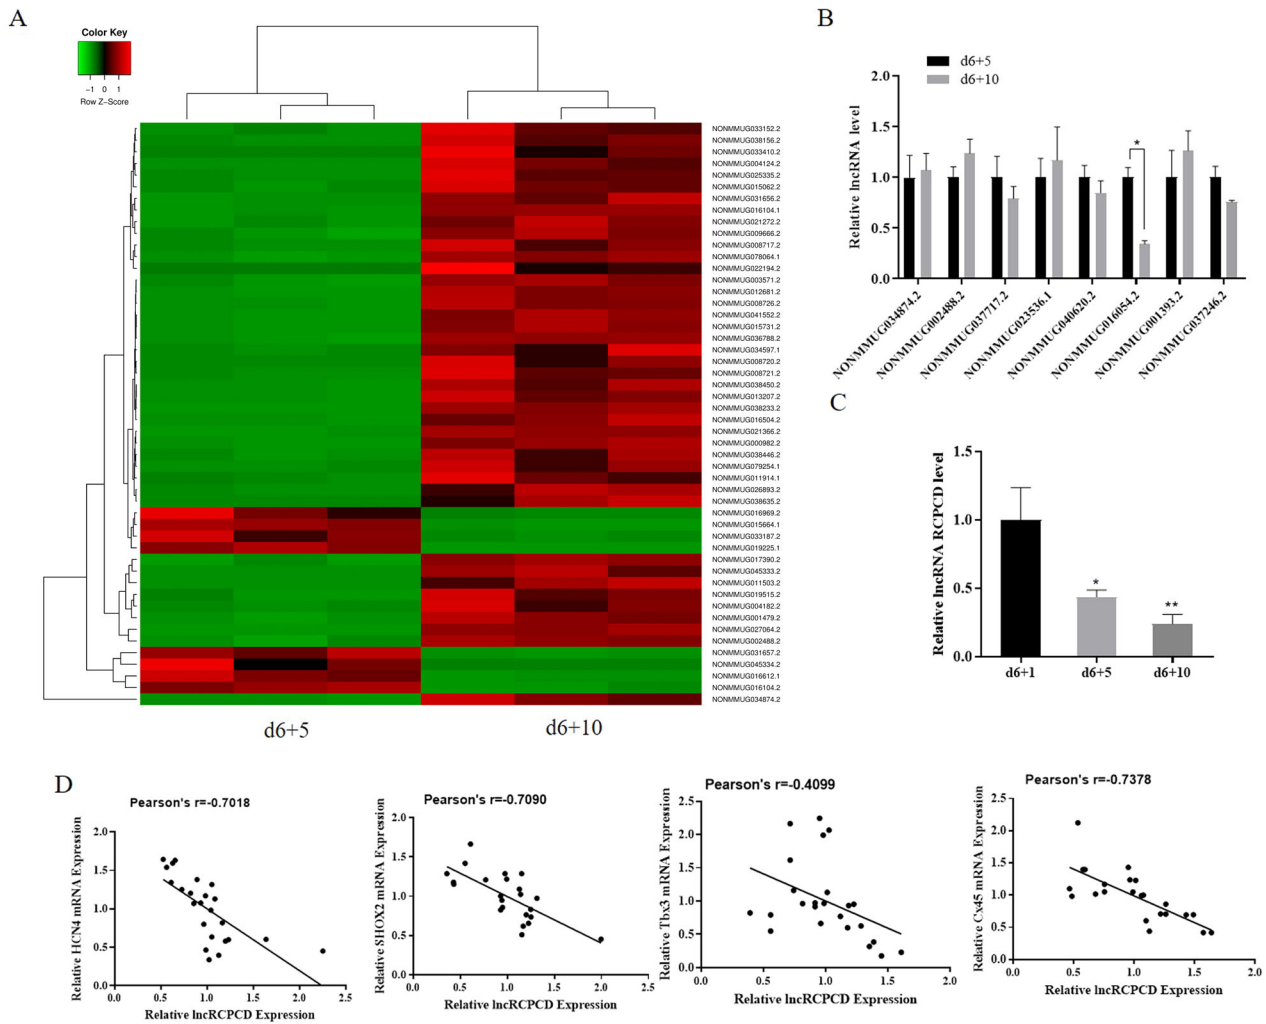 A
Color Key
−1 0 1
Row Z−Score
NONMMUG033152.2
NONMMUG038156.2
NONMMUG033410.2
NONMMUG004124.2
NONMMUG025335.2
NONMMUG015062.2
NONMMUG031656.2
NONMMUG016104.1
NONMMUG021272.2
NONMMUG009666.2
NONMMUG008717.2
NONMMUG078064.1
NONMMUG022194.2
NONMMUG003571.2
NONMMUG012681.2
NONMMUG008726.2
NONMMUG041552.2
NONMMUG015731.2
NONMMUG036788.2
NONMMUG034597.1
NONMMUG008720.2
NONMMUG008721.2
NONMMUG038450.2
NONMMUG013207.2
NONMMUG038233.2
NONMMUG016504.2
NONMMUG021366.2
NONMMUG000982.2
NONMMUG038446.2
NONMMUG079254.1
NONMMUG011914.1
NONMMUG026893.2
NONMMUG038635.2
NONMMUG016969.2
NONMMUG015664.1
NONMMUG033187.2
NONMMUG019225.1
NONMMUG017390.2
NONMMUG045333.2
NONMMUG011503.2
NONMMUG019515.2
NONMMUG004182.2
NONMMUG001479.2
NONMMUG027064.2
NONMMUG002488.2
NONMMUG031657.2
NONMMUG045334.2
NONMMUG016612.1
NONMMUG016104.2
NONMMUG034874.2
d6+5 d6+10
B
d6+5
d6+10
Relative lncRNA level
2.0
1.5
1.0
0.5
0.0
*
NONMMUG034874.2
NONMMUG002488.2
NONMMUG037717.2
NONMMUG023536.1
NONMMUG040620.2
NONMMUG016054.2
NONMMUG001393.2
NONMMUG037246.2
C
Relative lncRNA RCPCD level
1.5
1.0
0.5
0.0
*
**
d6+1 d6+5 d6+10
D
Pearson's r=-0.7018
Relative HCN4 mRNA Expression
2.0
1.5
1.0
0.5
0.0
0.0 0.5 1.0 1.5 2.0 2.5
Relative lncRCPCD Expression
Pearson's r=-0.7090
Relative SHOX2 mRNA Expression
2.0
1.5
1.0
0.5
0.0
0.0 0.5 1.0 1.5 2.0 2.5
Relative lncRCPCD Expression
Pearson's r=-0.4099
Relative Tbx3 mRNA Expression
2.5
2.0
1.5
1.0
0.5
0.0
0.0 0.5 1.0 1.5 2.0
Relative lncRCPCD Expression
Pearson's r=-0.7378
Relative Cx45 mRNA Expression
2.5
2.0
1.5
1.0
0.5
0.0
0.0 0.5 1.0 1.5 2.0
Relative lncRCPCD Expression